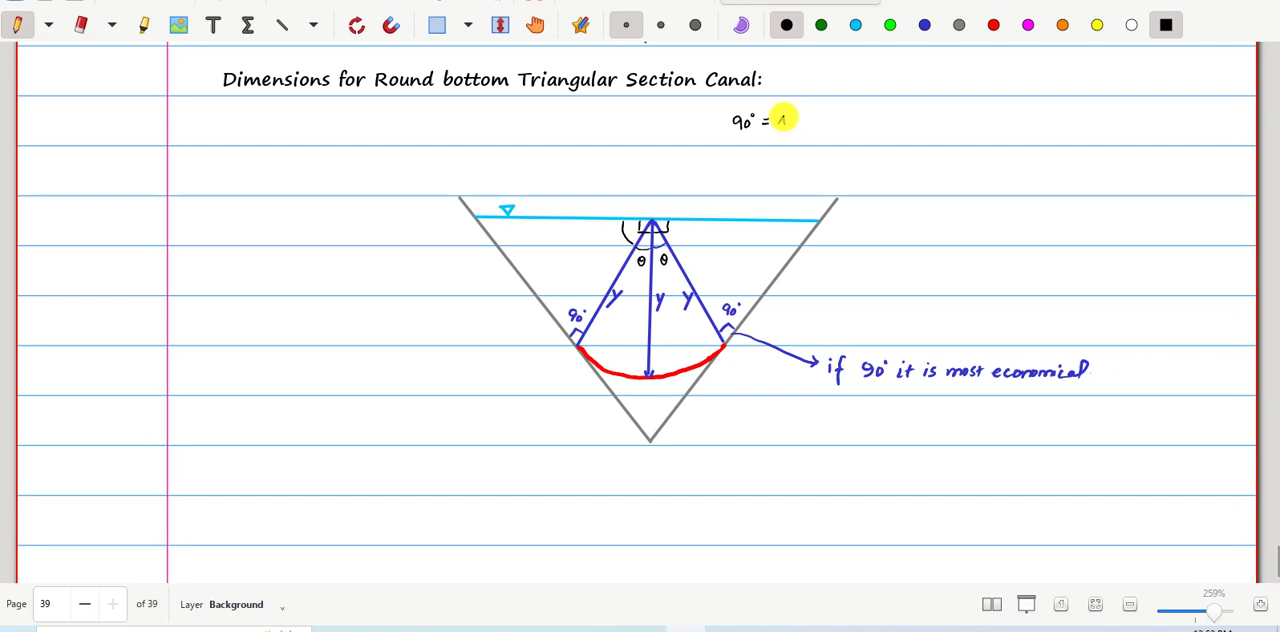 Dimensions for Round bottom Triangular Section Canal:
90° =
θ θ
90° y y y 90°
if 90° it is most economical
Page 39 of 39 Layer Background
259%